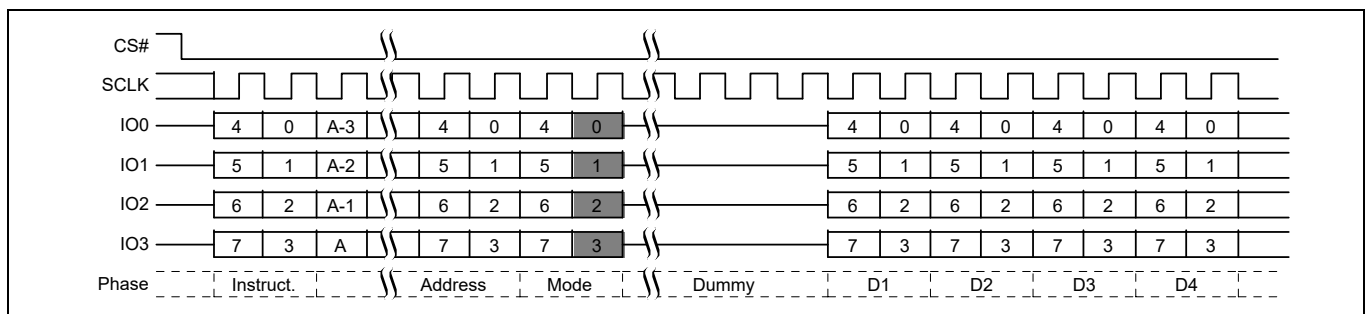 CS#
SCLK
IO0 4 0 A-3 4 0 4 0 4 0 4 0 4 0 4 0
IO1 5 1 A-2 5 1 5 1 5 1 5 1 5 1 5 1
IO2 6 2 A-1 6 2 6 2 6 2 6 2 6 2 6 2
IO3 7 3 A 7 3 7 3 7 3 7 3 7 3 7 3
Phase Instruct. Address Mode Dummy D1 D2 D3 D4